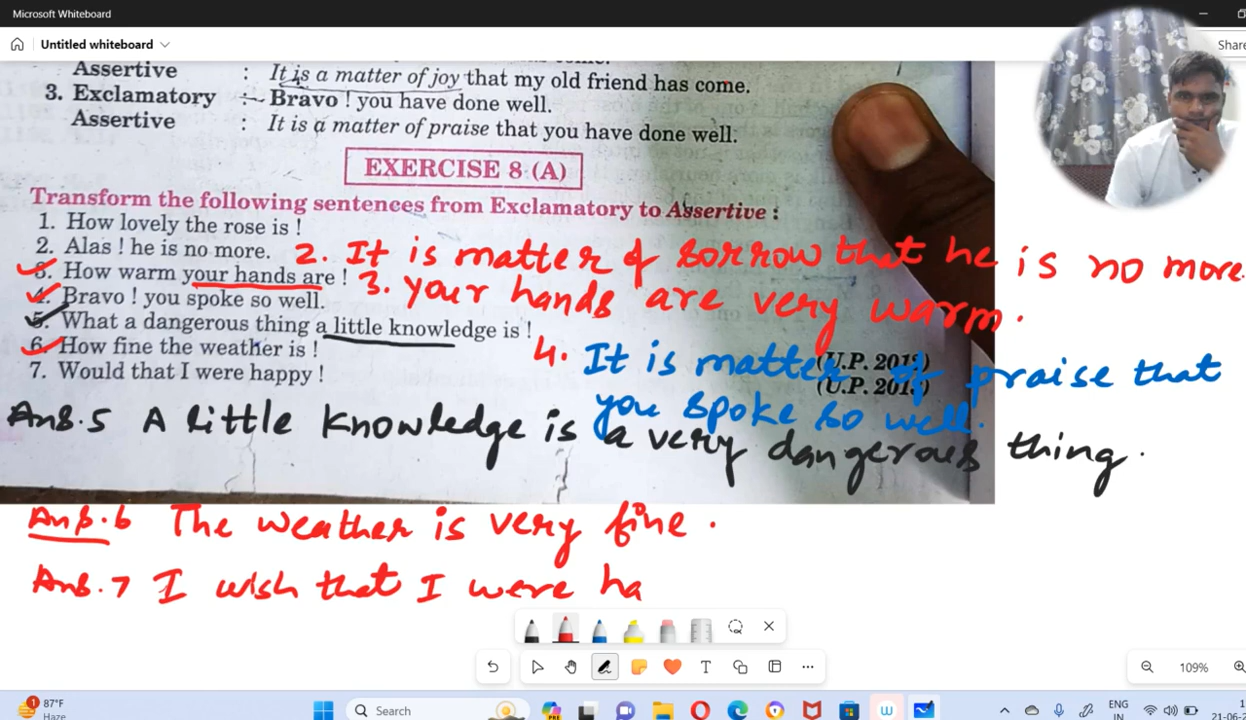 Microsoft Whiteboard
Untitled whiteboard
Share
Assertive : It is a matter of joy that my old friend has come.
3. Exclamatory :– Bravo ! you have done well.
Assertive : It is a matter of praise that you have done well.
EXERCISE 8 (A)
Transform the following sentences from Exclamatory to Assertive :
1. How lovely the rose is !
2. Alas ! he is no more.
2. It is matter of sorrow that he is no more
3. How warm your hands are !
3. your hands are very warm.
4. Bravo ! you spoke so well.
5. What a dangerous thing a little knowledge is !
6. How fine the weather is !
(U.P. 2019)
4. It is matter of praise that
7. Would that I were happy !
(U.P. 201
you spoke so well.
Ans.5 A little knowledge is a very dangerous thing.
Ans.6 The weather is very fine.
Ans.7 I wish that I were ha
109%
1
87°F
Haze
Search
PRE
W
ENG
IN
1
21-06-2